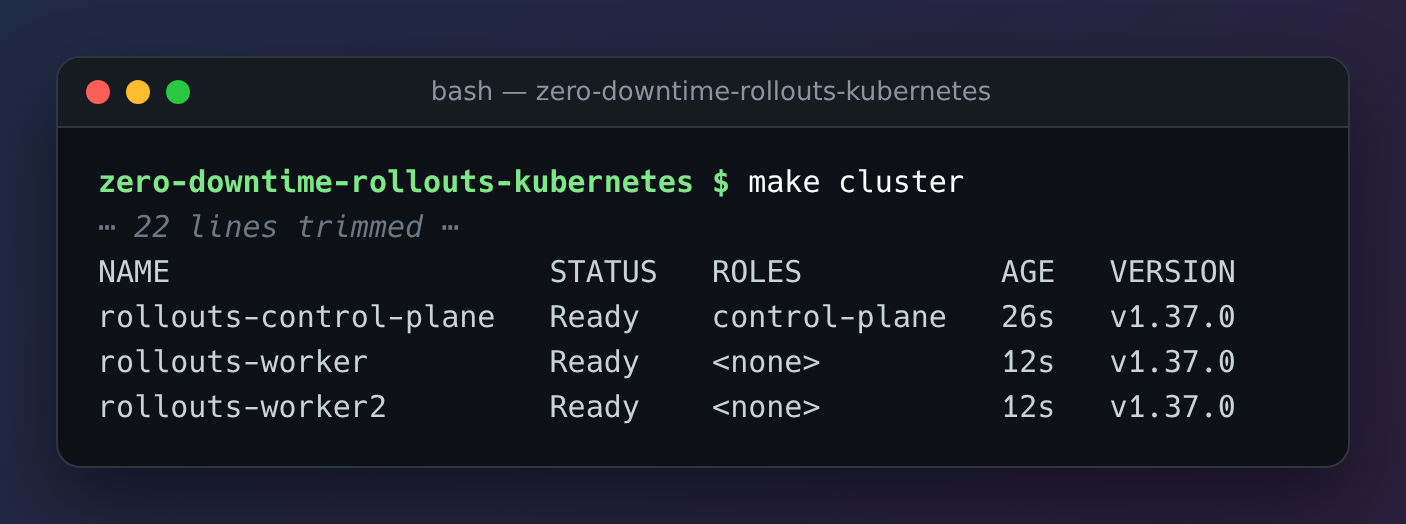 bash — zero-downtime-rollouts-kubernetes
zero-downtime-rollouts-kubernetes $ make cluster
⋯ 22 lines trimmed ⋯
NAME                     STATUS   ROLES           AGE   VERSION
rollouts-control-plane   Ready    control-plane   26s   v1.37.0
rollouts-worker          Ready    <none>          12s   v1.37.0
rollouts-worker2         Ready    <none>          12s   v1.37.0